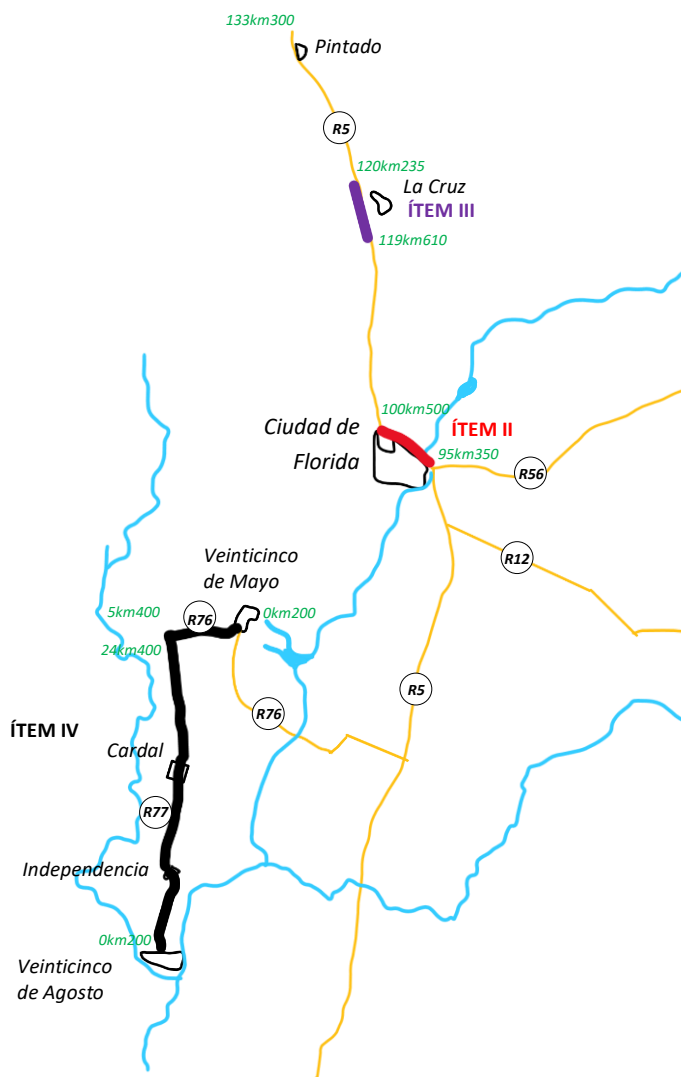 133km300
Pintado
R5
120km235
La Cruz
ÍTEM III
119km610
100km500
Ciudad de
Florida
ÍTEM II
95km350
R56
R12
Veinticinco
de Mayo
0km200
5km400
R76
24km400
R5
R76
ÍTEM IV
Cardal
R77
Independencia
0km200
Veinticinco
de Agosto